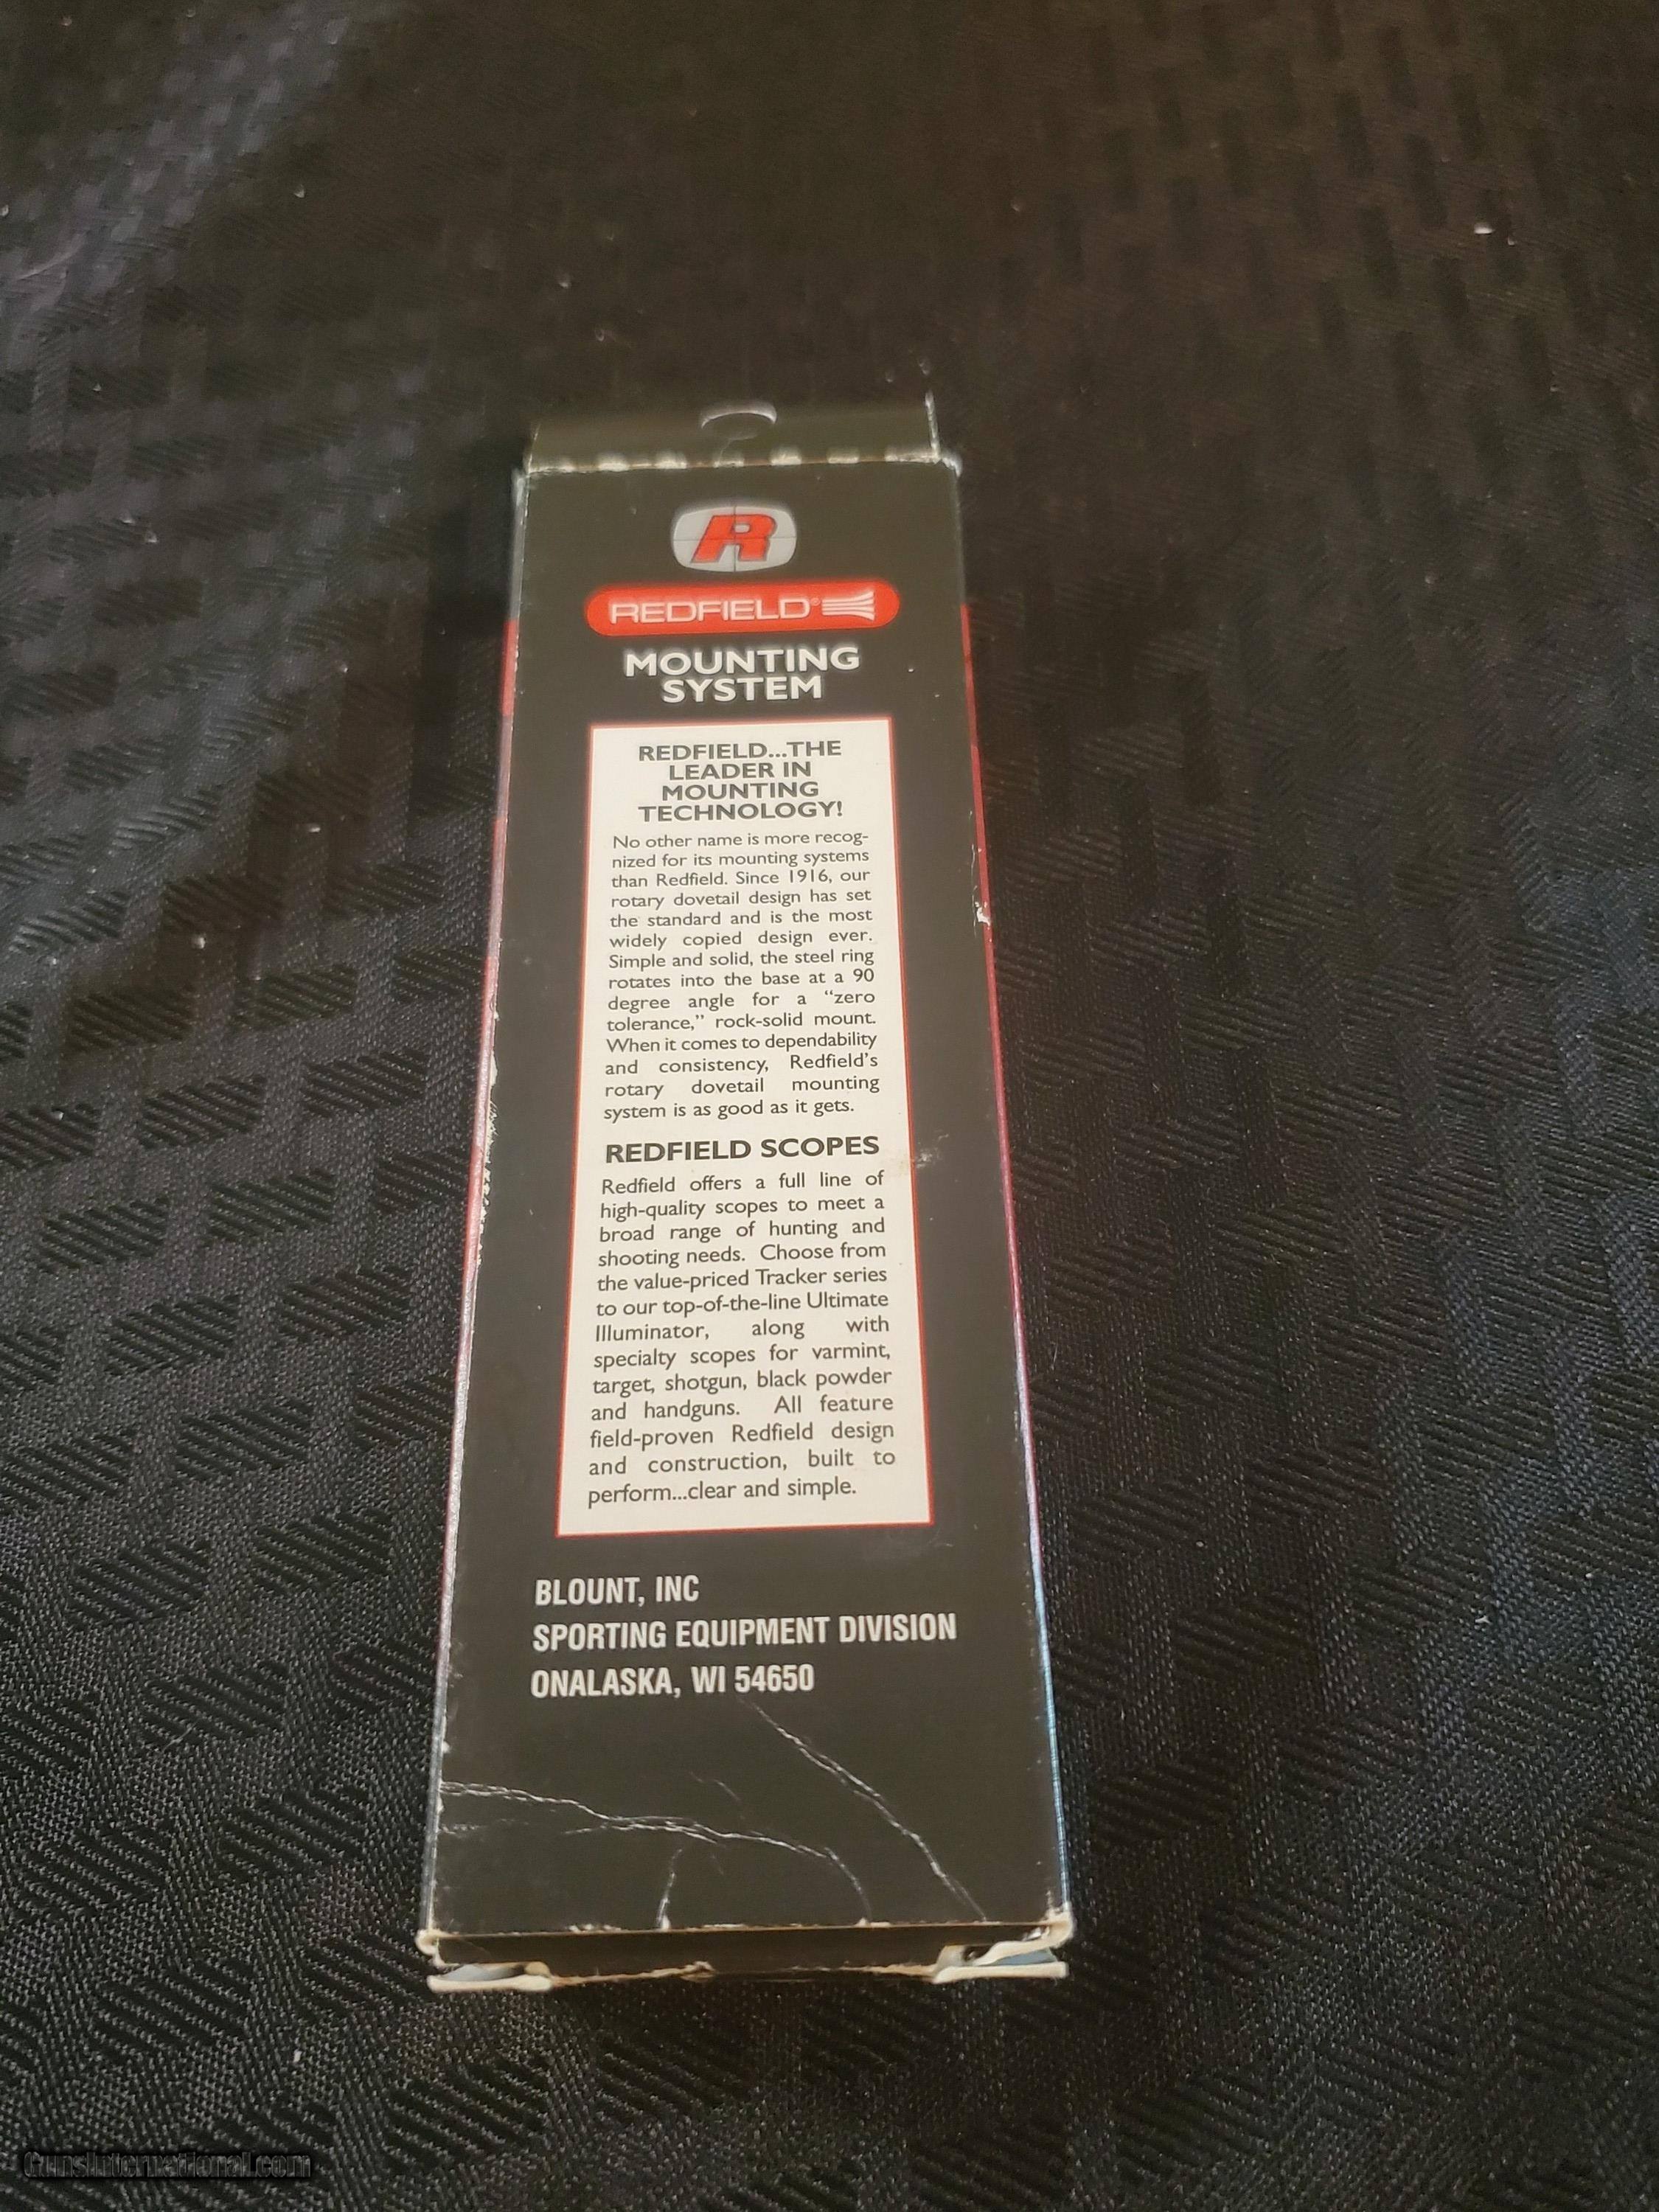 R
REDFIELD®
MOUNTING
SYSTEM
REDFIELD...THE
LEADER IN
MOUNTING
TECHNOLOGY!
No other name is more recog-
nized for its mounting systems
than Redfield. Since 1916, our
rotary dovetail design has set
the standard and is the most
widely copied design ever.
Simple and solid, the steel ring
rotates into the base at a 90
degree angle for a “zero
tolerance,” rock-solid mount.
When it comes to dependability
and consistency, Redfield’s
rotary dovetail mounting
system is as good as it gets.
REDFIELD SCOPES
Redfield offers a full line of
high-quality scopes to meet a
broad range of hunting and
shooting needs. Choose from
the value-priced Tracker series
to our top-of-the-line Ultimate
Illuminator, along with
specialty scopes for varmint,
target, shotgun, black powder
and handguns. All feature
field-proven Redfield design
and construction, built to
perform...clear and simple.
BLOUNT, INC
SPORTING EQUIPMENT DIVISION
ONALASKA, WI 54650
GunsInternational.com